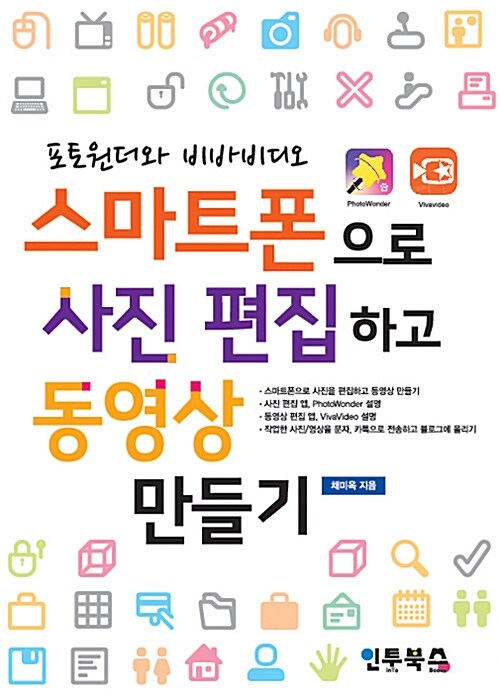 포토원더와 비바비디오
PhotoWonder
Vivavideo
스마트폰으로
사진 편집하고
동영상
• 스마트폰으로 사진을 편집하고 동영상 만들기
• 사진 편집 앱, PhotoWonder 설명
• 동영상 편집 앱, VivaVideo 설명
• 작업한 사진/영상을 문자, 카톡으로 전송하고 블로그에 올리기
만들기
채미옥 지음
인투북스
InTo Books